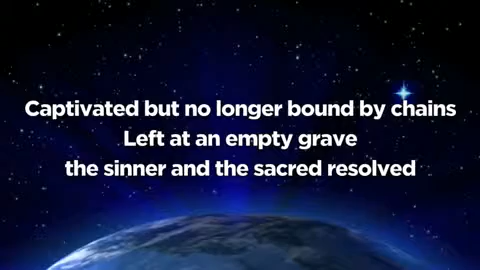 Captivated but no longer bound by chains
Left at an empty grave
the sinner and the sacred resolved